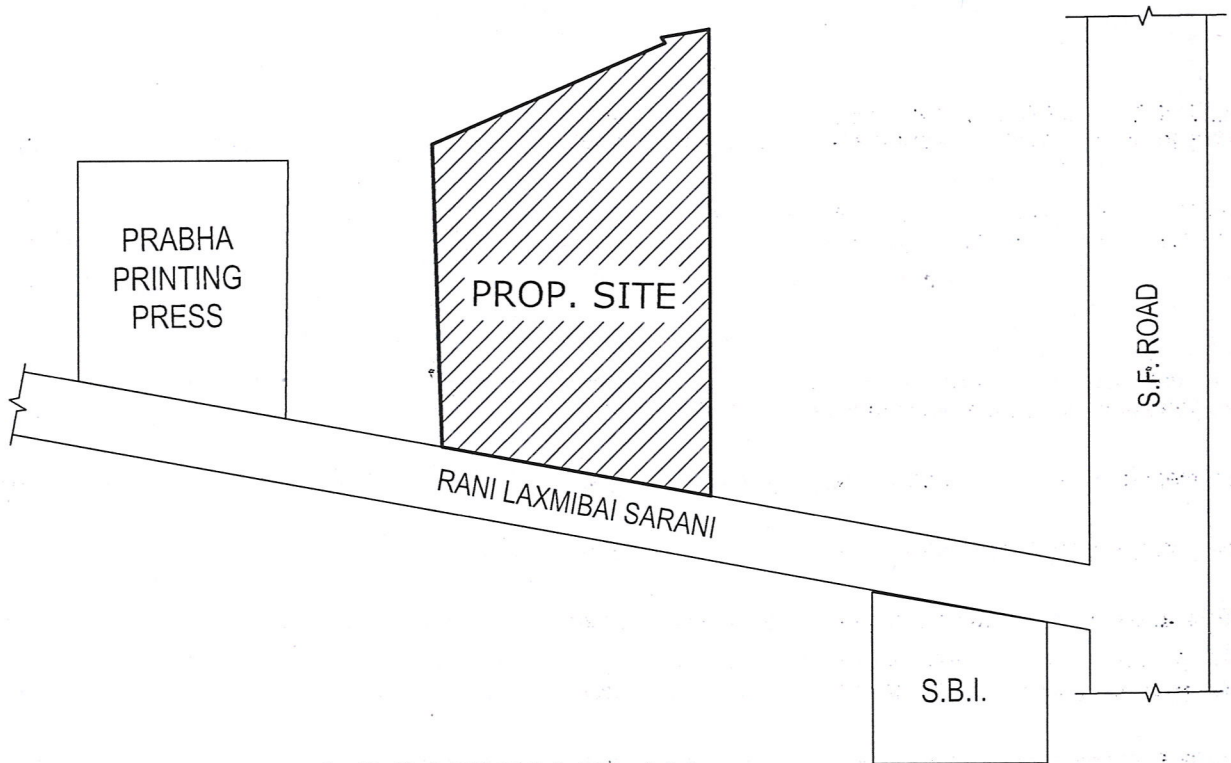 PRABHA
PRINTING
PRESS
PROP. SITE
S.F. ROAD
RANI LAXMIBAI SARANI
S.B.I.